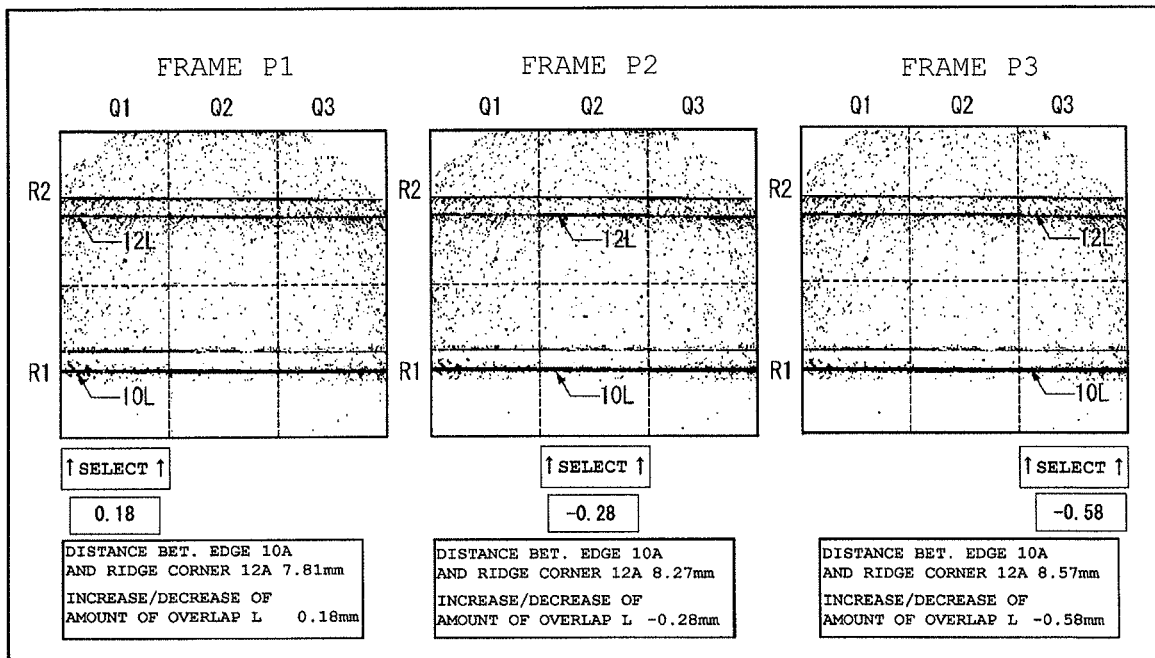 FRAME P1
Q1 Q2 Q3
R2
12L
R1
10L
↑ SELECT ↑
0.18
DISTANCE BET. EDGE 10A
AND RIDGE CORNER 12A 7.81mm
INCREASE/DECREASE OF
AMOUNT OF OVERLAP L 0.18mm
FRAME P2
Q1 Q2 Q3
R2
12L
R1
10L
↑ SELECT ↑
-0.28
DISTANCE BET. EDGE 10A
AND RIDGE CORNER 12A 8.27mm
INCREASE/DECREASE OF
AMOUNT OF OVERLAP L -0.28mm
FRAME P3
Q1 Q2 Q3
R2
12L
R1
10L
↑ SELECT ↑
-0.58
DISTANCE BET. EDGE 10A
AND RIDGE CORNER 12A 8.57mm
INCREASE/DECREASE OF
AMOUNT OF OVERLAP L -0.58mm